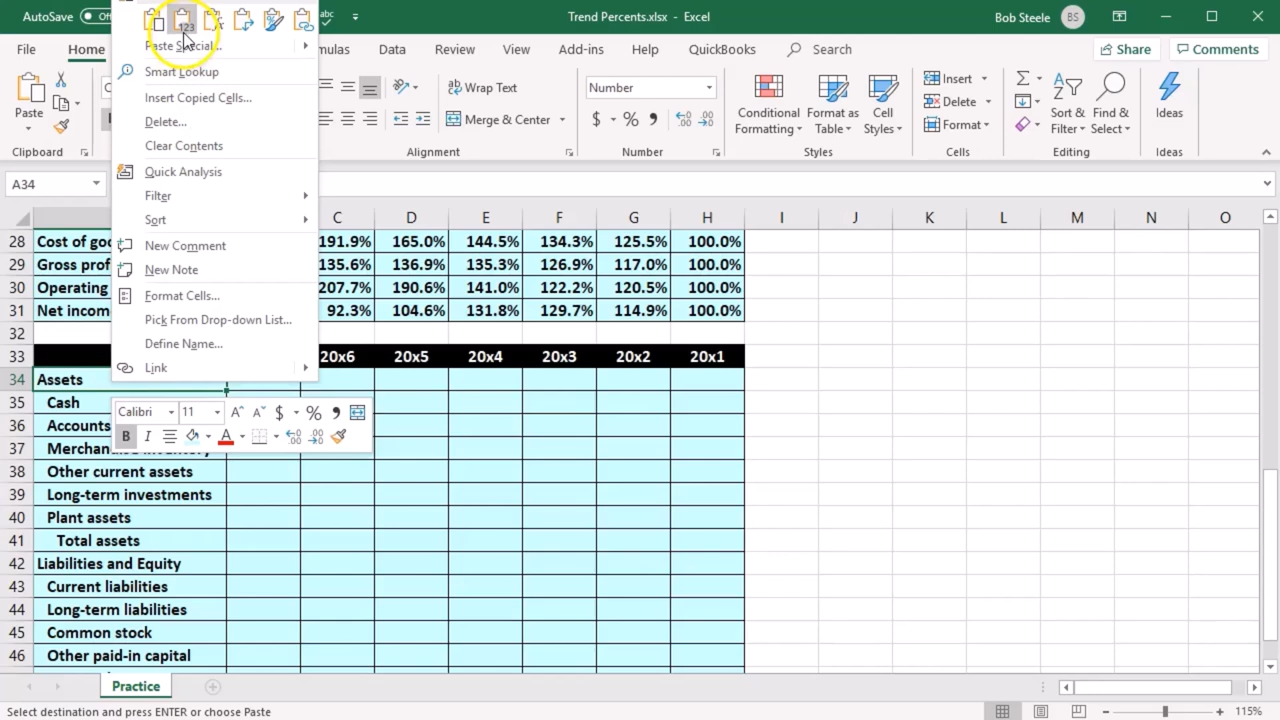 AutoSave Off
Trend Percents.xlsx - Excel
Bob Steele BS
File Home Data Review View Add-ins Help QuickBooks Search Share Comments
123
Paste Special...
Smart Lookup
Insert Copied Cells...
Delete...
Clear Contents
Quick Analysis
Filter
Sort
New Comment
New Note
Format Cells...
Pick From Drop-down List...
Define Name...
Link
Paste
Wrap Text
Merge & Center
Number
$ % 9
Conditional Formatting
Format as Table
Cell Styles
Insert
Delete
Format
Sort & Filter
Find & Select
Ideas
Clipboard Alignment Number Styles Cells Editing Ideas
A34
C D E F G H I J K L M N O
28 Cost of goo 191.9% 165.0% 144.5% 134.3% 125.5% 100.0%
29 Gross prof 135.6% 136.9% 135.3% 126.9% 117.0% 100.0%
30 Operating 207.7% 190.6% 141.0% 122.2% 120.5% 100.0%
31 Net incom 92.3% 104.6% 131.8% 129.7% 114.9% 100.0%
32
33 20x6 20x5 20x4 20x3 20x2 20x1
34 Assets
35 Cash
36 Accounts
37
38 Other current assets
39 Long-term investments
40 Plant assets
41 Total assets
42 Liabilities and Equity
43 Current liabilities
44 Long-term liabilities
45 Common stock
46 Other paid-in capital
Calibri 11 A A $ % 9
B I A
Practice
Select destination and press ENTER or choose Paste
115%